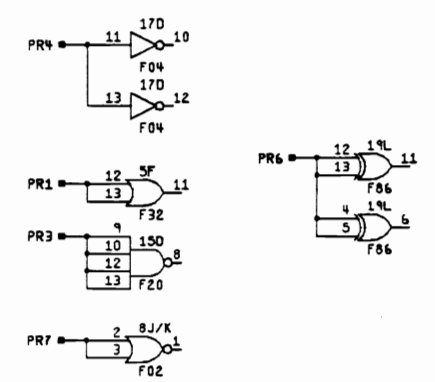 17D
PR4 11 10
F04
17D
13 12
F04
5F
PR1 12 11
13
F32
PR3 9
10 15D
12 8
13 F20
8J/K
PR7 2 1
3
F02
19L
PR6 12 11
13
F86
19L
4 6
5
F86